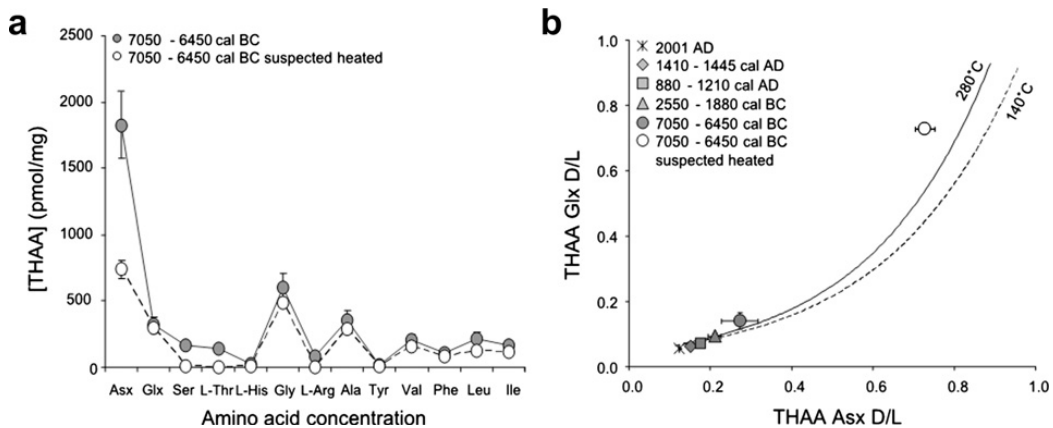 a
2500
2000
1500
1000
500
0
[THAA] (pmol/mg)
7050 - 6450 cal BC
7050 - 6450 cal BC suspected heated
Asx Glx Ser L-Thr L-His Gly L-Arg Ala Tyr Val Phe Leu Ile
Amino acid concentration
b
1.0
0.8
0.6
0.4
0.2
0.0
THAA Glx D/L
2001 AD
1410 - 1445 cal AD
880 - 1210 cal AD
2550 - 1880 cal BC
7050 - 6450 cal BC
7050 - 6450 cal BC
suspected heated
280°C
140°C
0.0 0.2 0.4 0.6 0.8 1.0
THAA Asx D/L